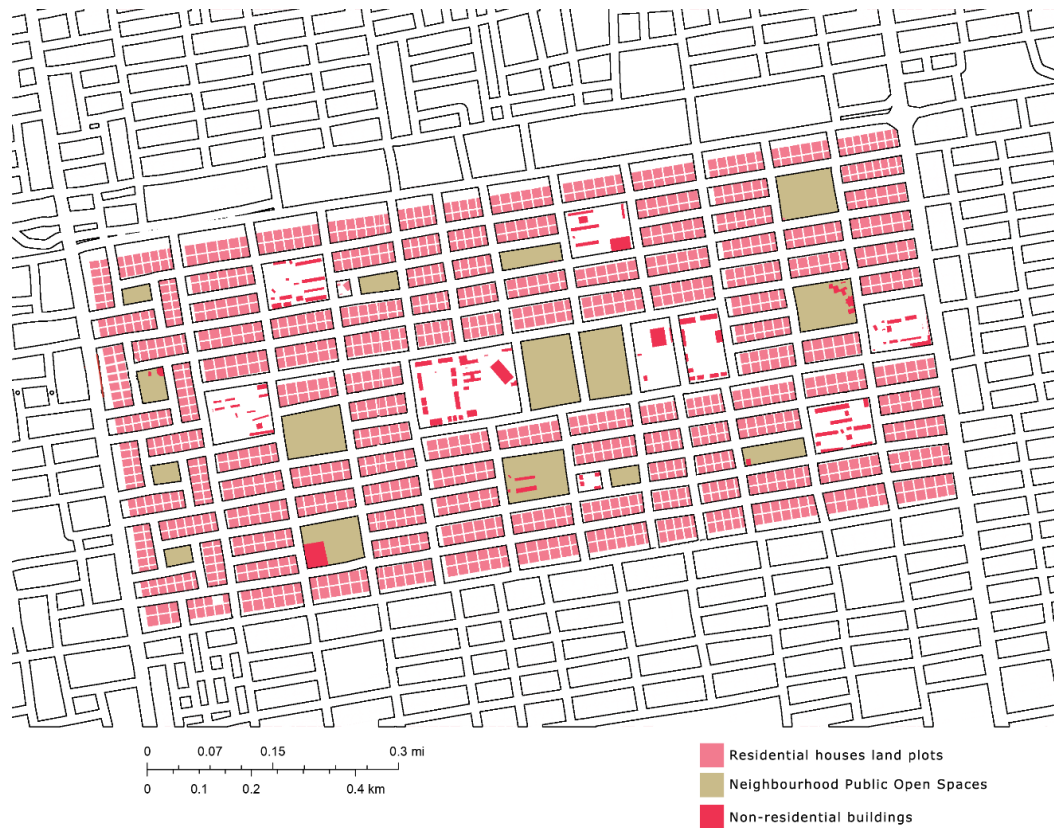 0 0.07 0.15 0.3 mi
0 0.1 0.2 0.4 km
Residential houses land plots
Neighbourhood Public Open Spaces
Non-residential buildings